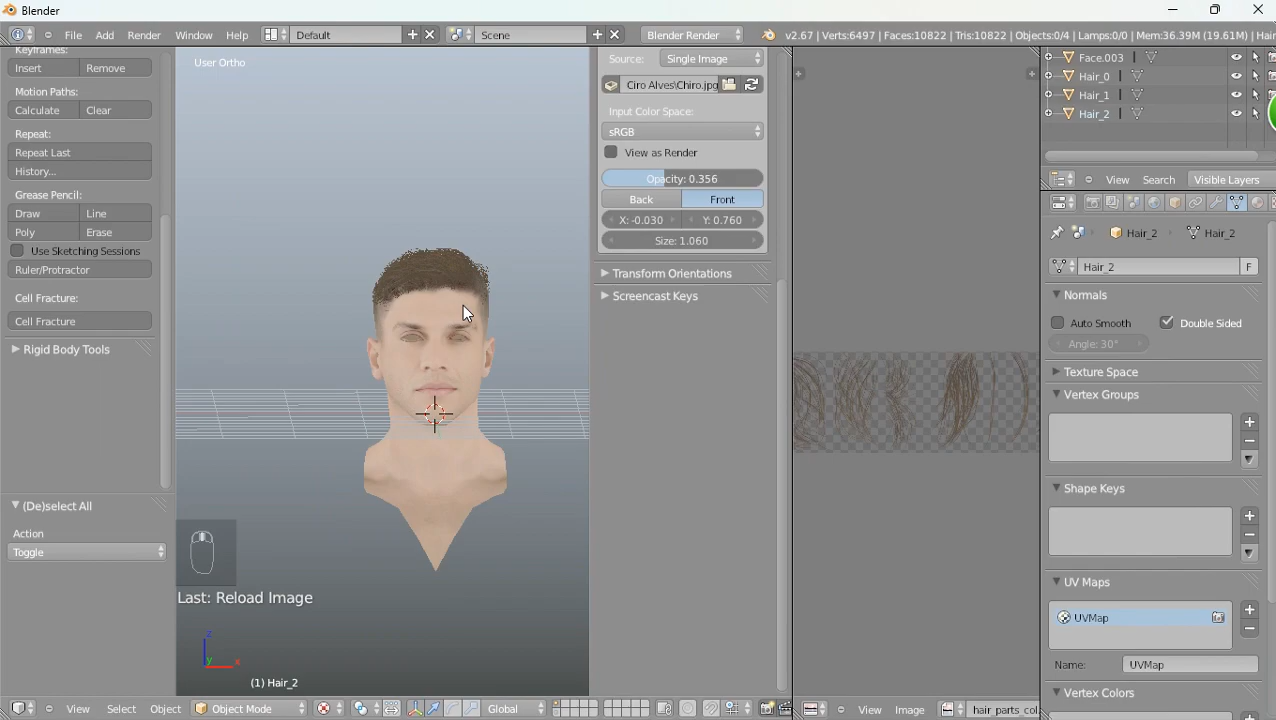 Blender
File Add Render Window Help Default Scene Blender Render v2.67 | Verts:6497 | Faces:10822 | Tris:10822 | Objects:0/4 | Lamps:0/0 | Mem:36.39M (19.61M) | Hair
Keyframes:
Insert Remove
Motion Paths:
Calculate Clear
Repeat:
Repeat Last
History...
Grease Pencil:
Draw Line
Poly Erase
Use Sketching Sessions
Ruler/Protractor
Cell Fracture:
Cell Fracture
Rigid Body Tools
(De)select All
Action
Toggle
User Ortho
Last: Reload Image
z
y x
(1) Hair_2
View Select Object Object Mode Global
Source: Single Image
Ciro Alves\Chiro.jpg
Input Color Space:
sRGB
View as Render
Opacity: 0.356
Back Front
X: -0.030 Y: 0.760
Size: 1.060
Transform Orientations
Screencast Keys
View Image hair_parts_col
Face.003
Hair_0
Hair_1
Hair_2
View Search Visible Layers
Hair_2 Hair_2
Hair_2 F
Normals
Auto Smooth Double Sided
Angle: 30°
Texture Space
Vertex Groups
Shape Keys
UV Maps
UVMap
Name: UVMap
Vertex Colors